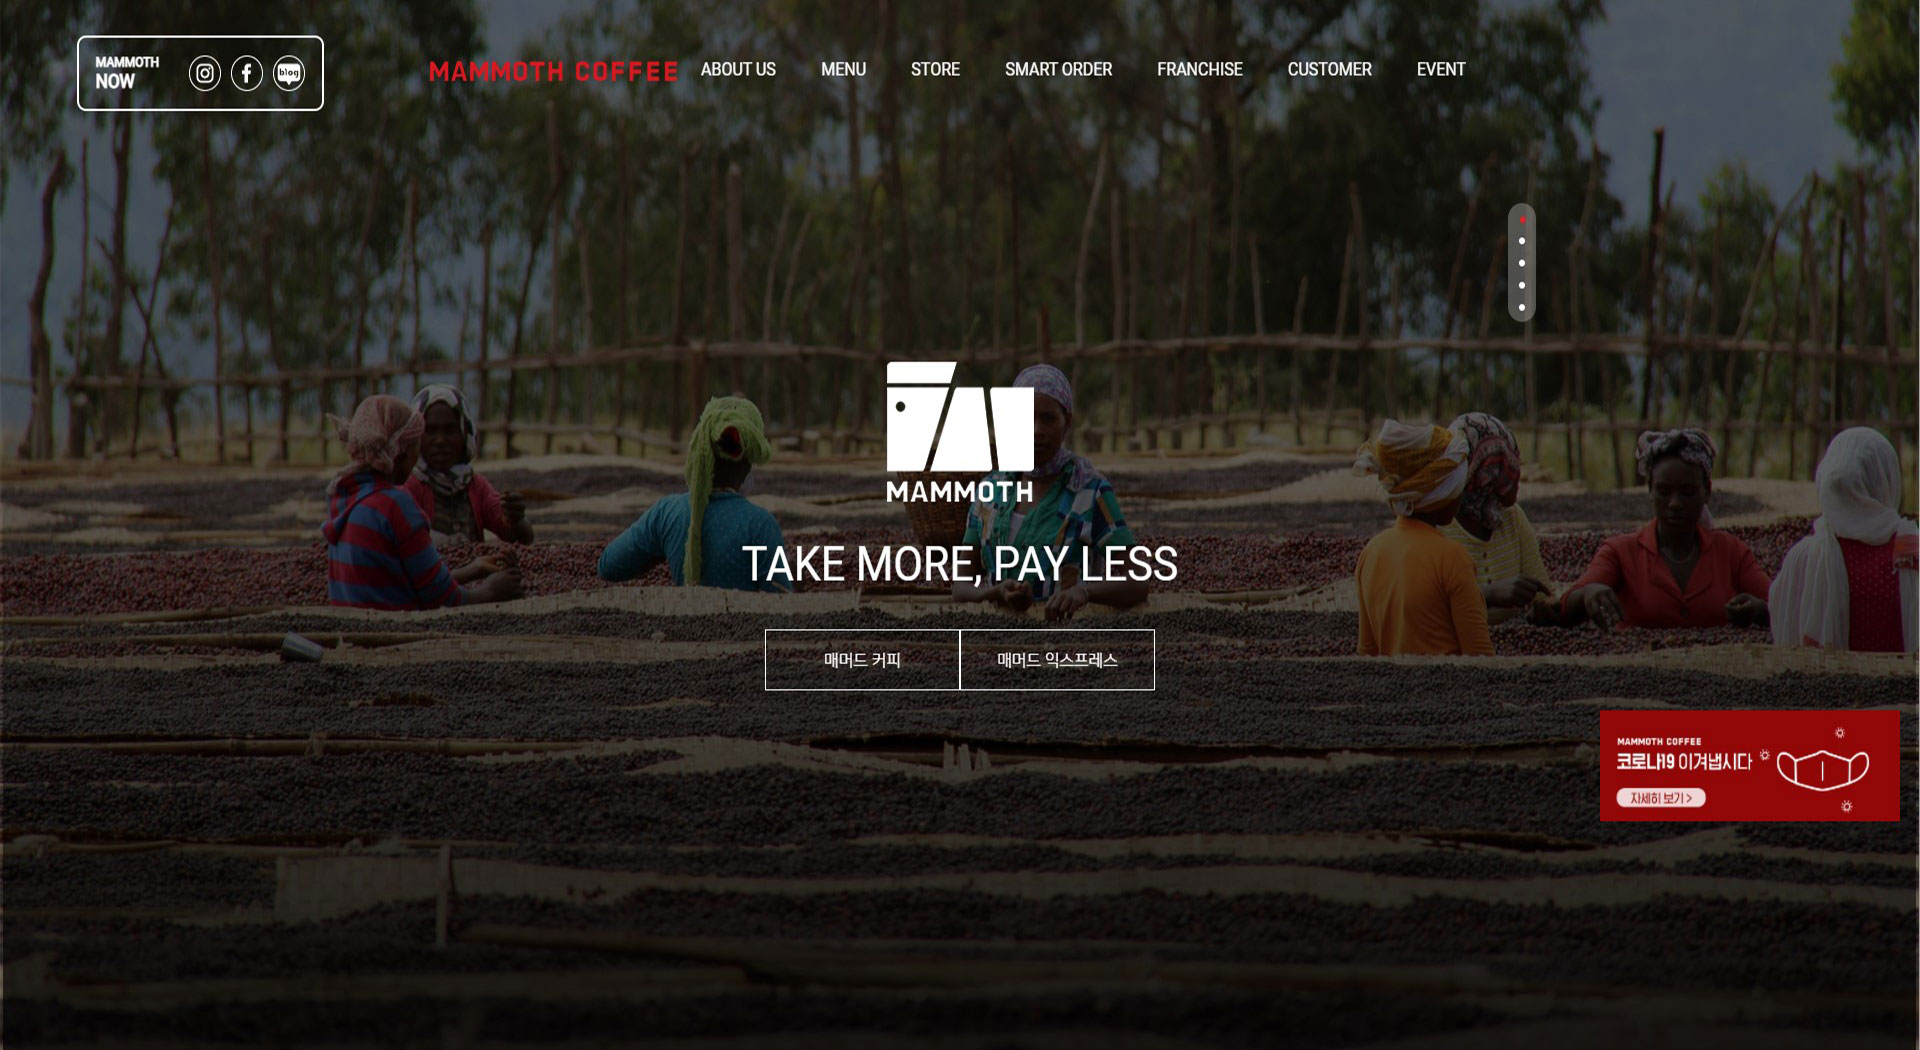 MAMMOTH
NOW
blog
MAMMOTH COFFEE
ABOUT US
MENU
STORE
SMART ORDER
FRANCHISE
CUSTOMER
EVENT
MAMMOTH
TAKE MORE, PAY LESS
매머드 커피
매머드 익스프레스
MAMMOTH COFFEE
코로나19 이겨냅시다
자세히 보기 >